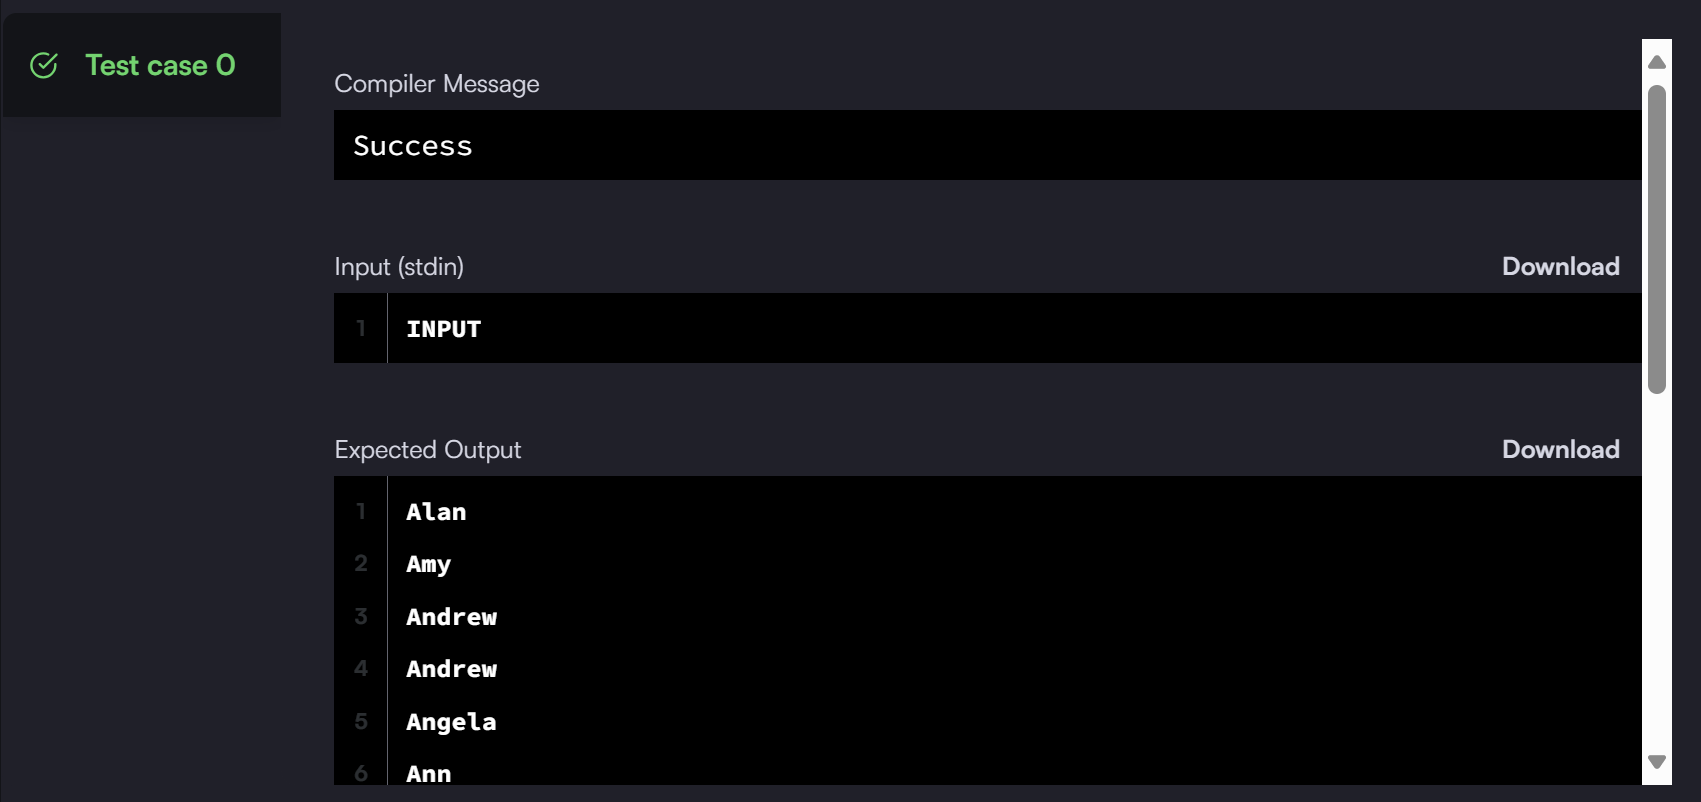 Test case 0
Compiler Message
Success
Input (stdin)
Download
1 INPUT
Expected Output
Download
1 Alan
2 Amy
3 Andrew
4 Andrew
5 Angela
6 Ann